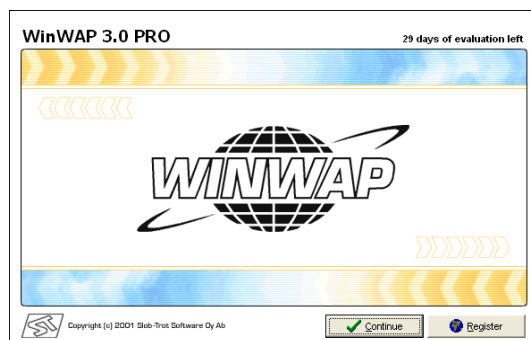 WinWAP 3.0 PRO
29 days of evaluation left
WINWAP
SST Copyright (c) 2001 Slob-Trot Software Oy Ab
Continue
Register